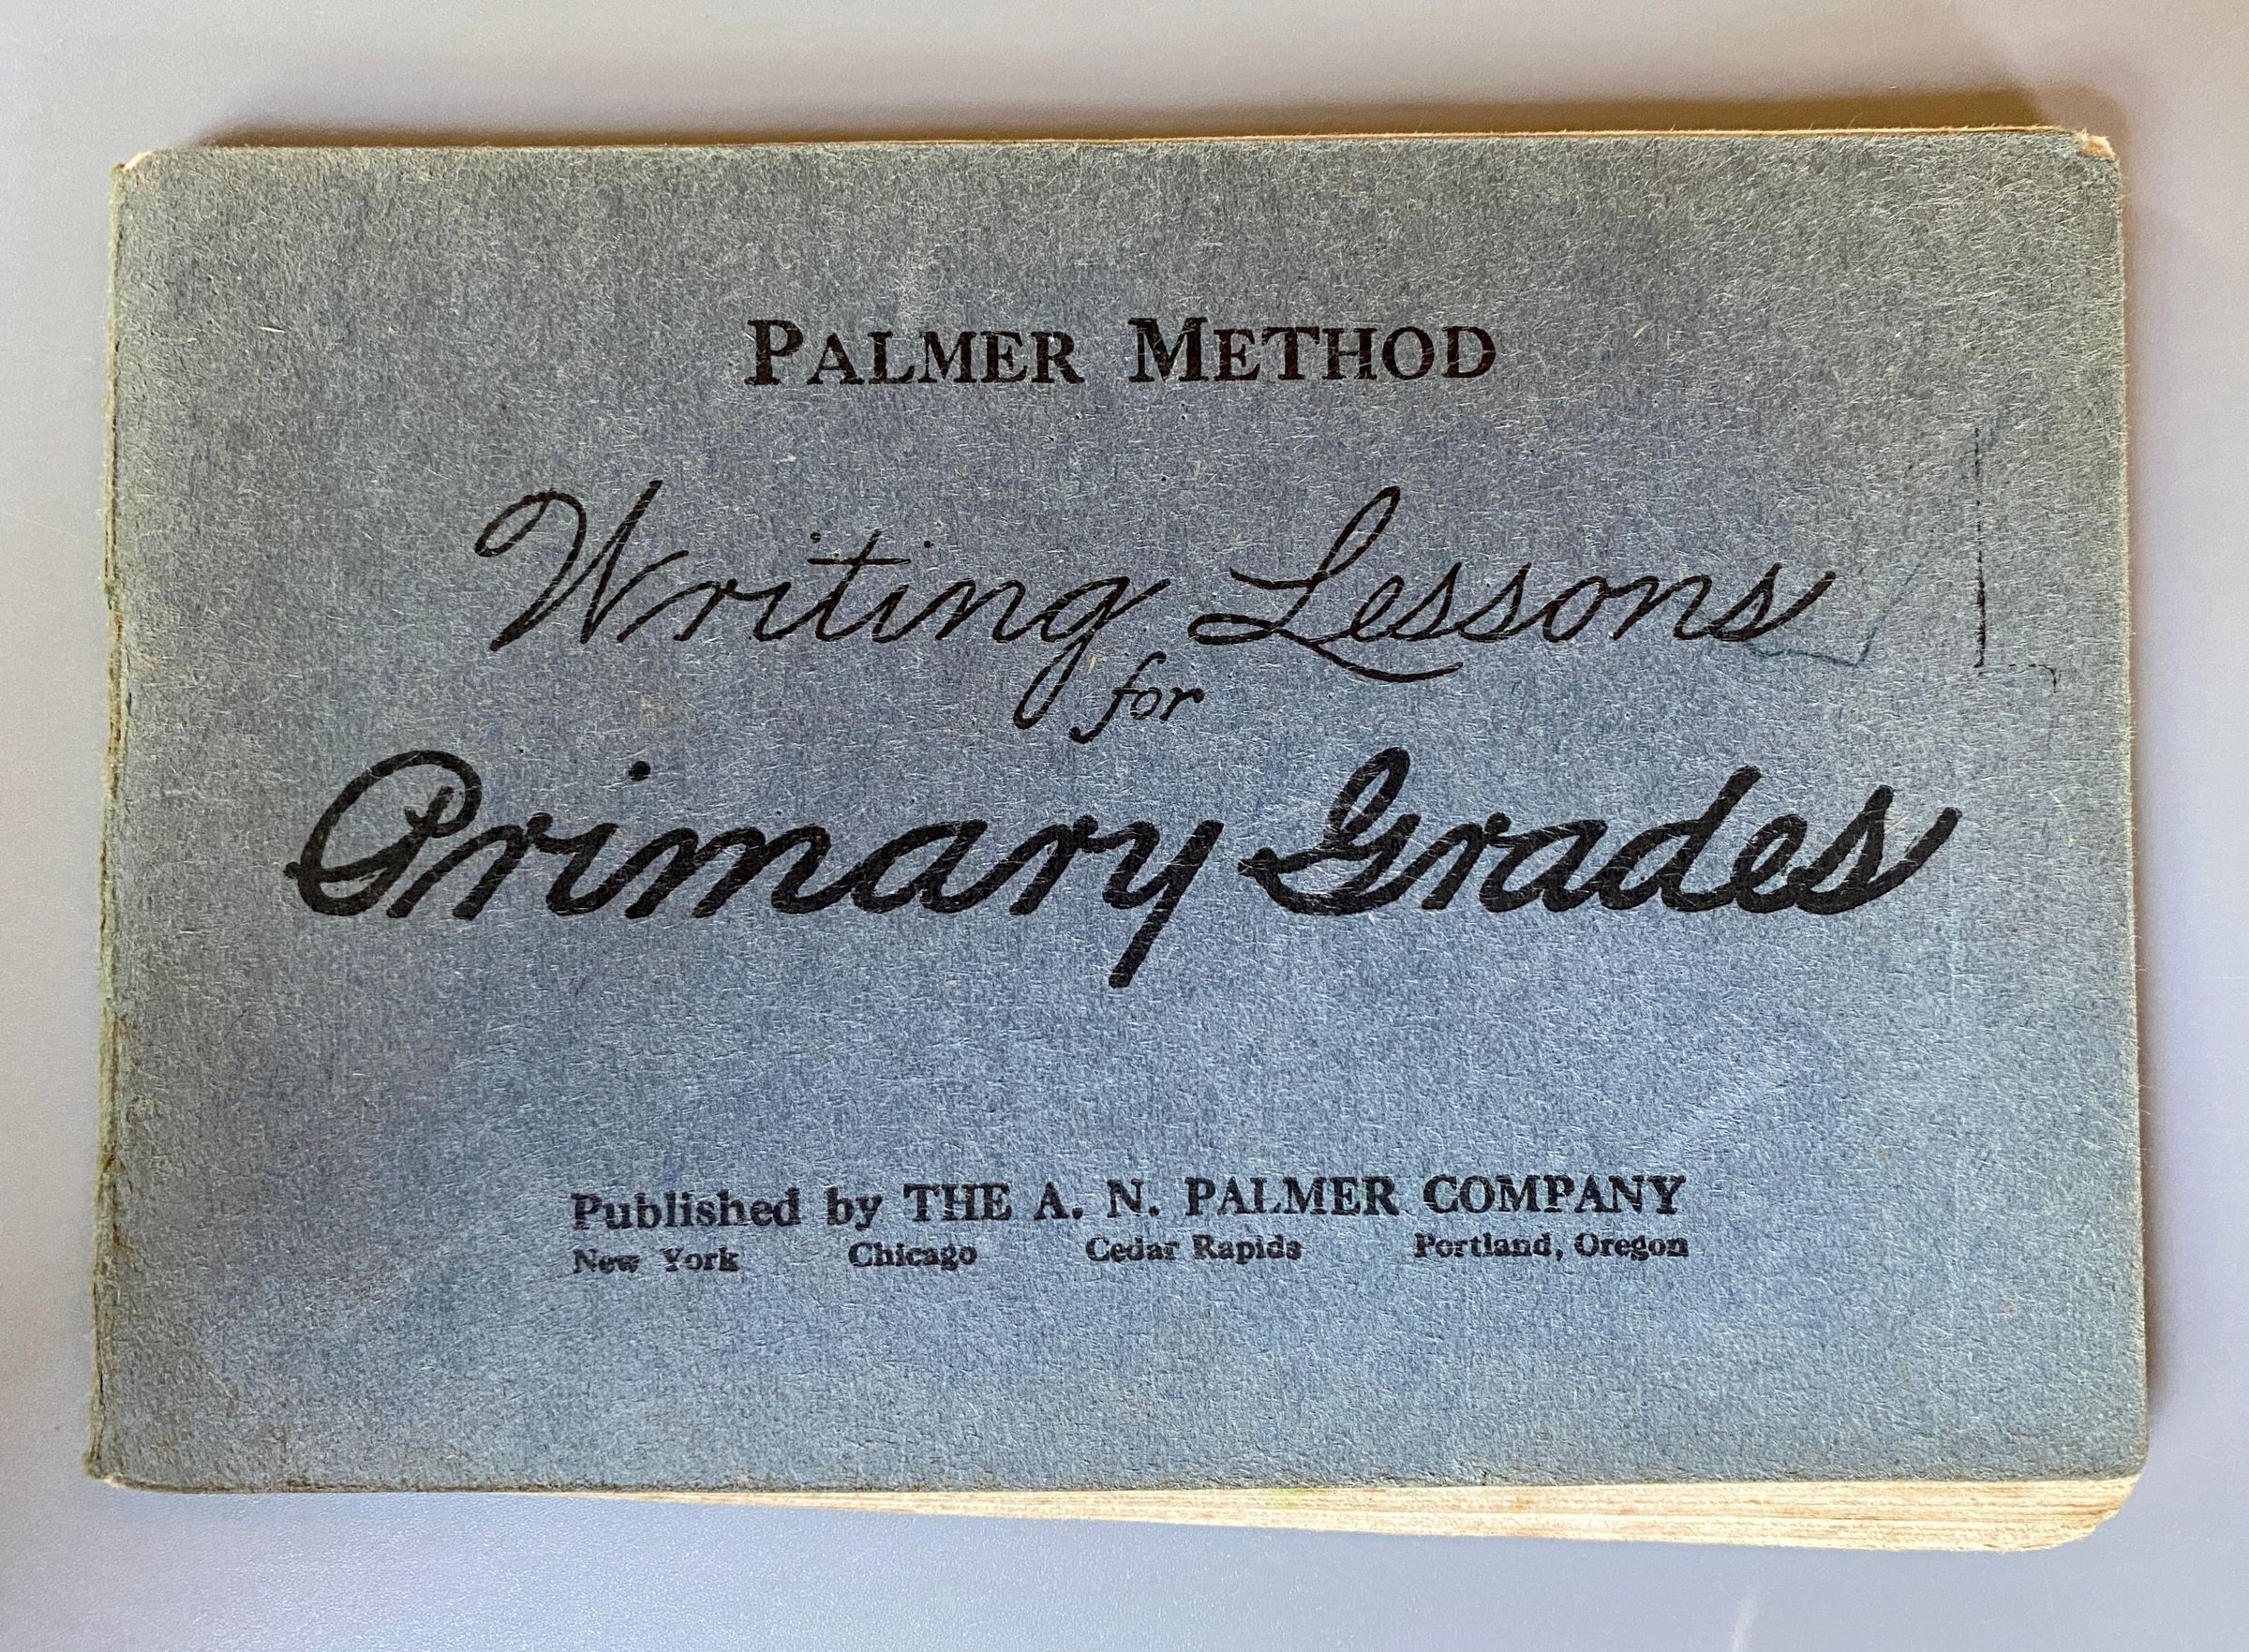 PALMER METHOD
Writing Lessons
for
Primary Grades
Published by THE A. N. PALMER COMPANY
New York Chicago Cedar Rapids Portland, Oregon